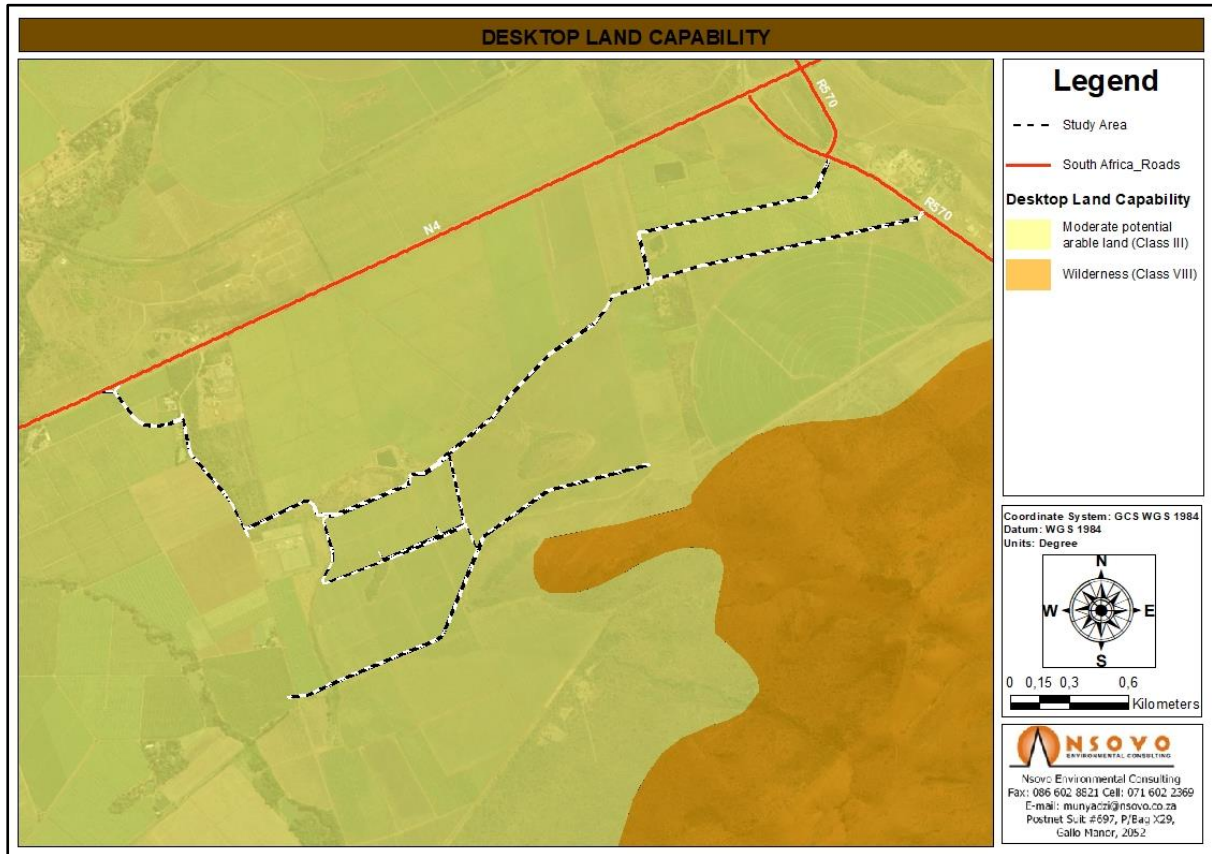 DESKTOP LAND CAPABILITY
R570
N4
R570
Legend
Study Area
South Africa_Roads
Desktop Land Capability
Moderate potential
arable land (Class III)
Wilderness (Class VIII)
Coordinate System: GCS WGS 1984
Datum: WGS 1984
Units: Degree
N
W E
S
0 0,15 0,3 0,6
Kilometers
NSOVO
ENVIRONMENTAL CONSULTING
Nsovo Environmental Consulting
Fax: 086 602 8821 Cell: 071 602 2369
E-mail: munyadzi@nsovo.co.za
Postnet Suit #697, P/Bag X29,
Gallo Manor, 2052